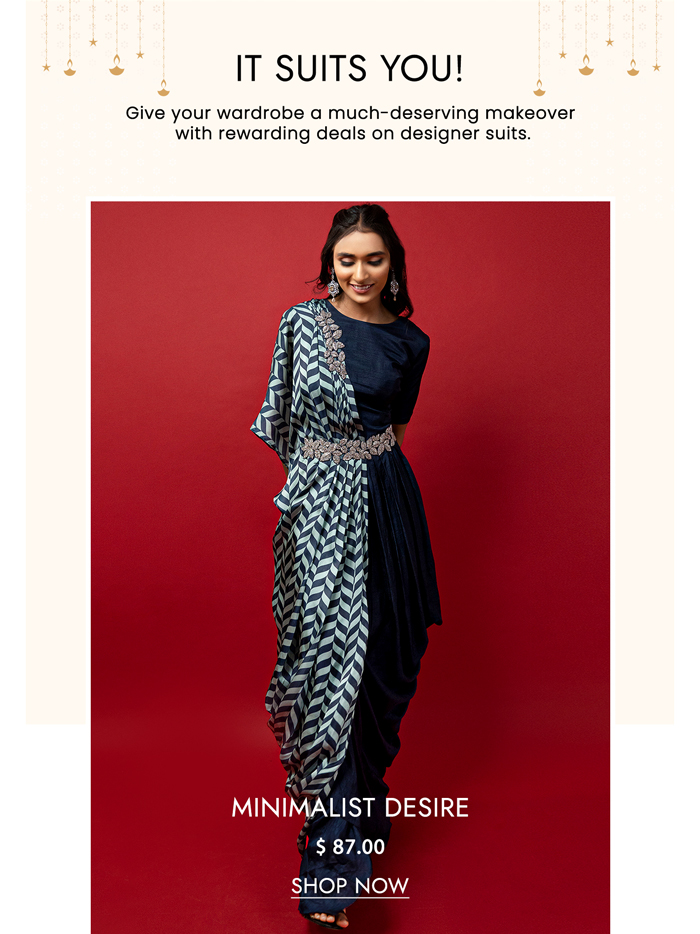 IT SUITS YOU!
Give your wardrobe a much-deserving makeover
with rewarding deals on designer suits.
MINIMALIST DESIRE
$ 87.00
SHOP NOW